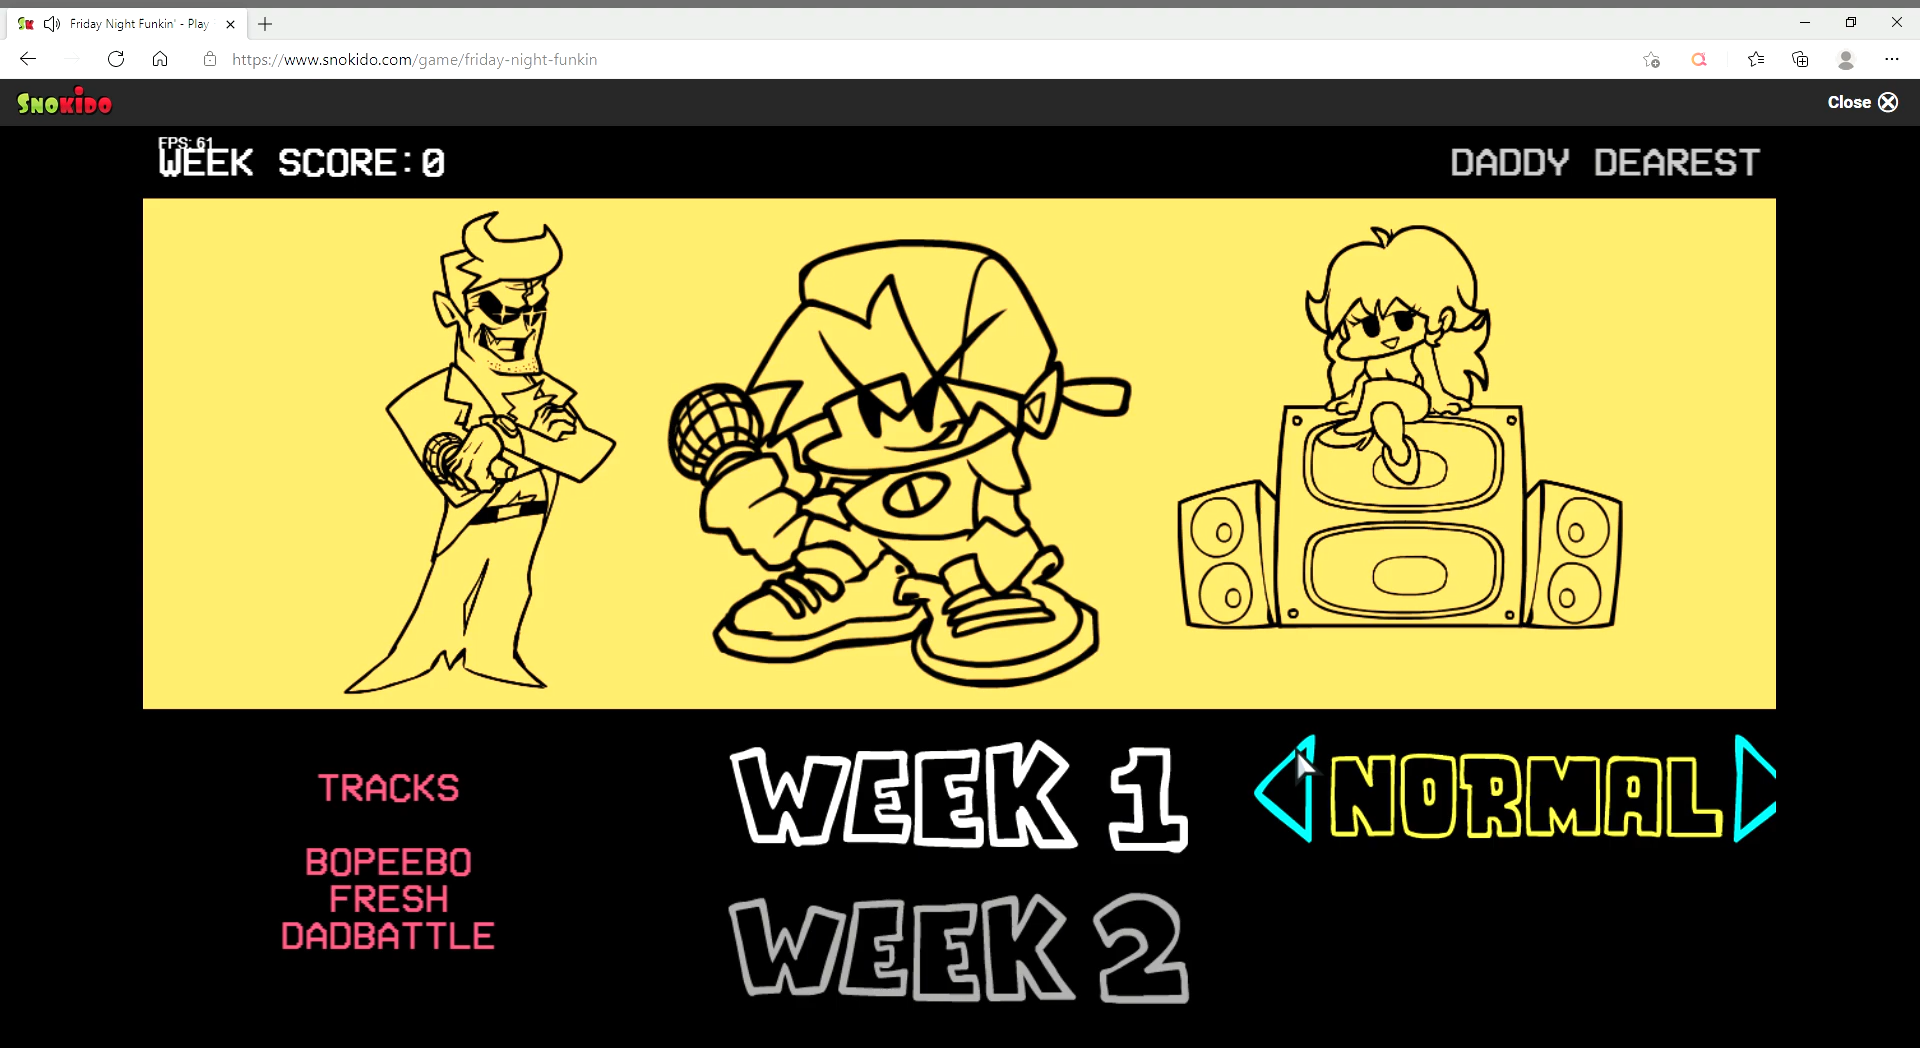 Friday Night Funkin' - Play
https://www.snokido.com/game/friday-night-funkin
SNOKIDO
Close
FPS: 61
WEEK SCORE:0
DADDY DEAREST
TRACKS
BOPEEBO
FRESH
DADBATTLE
WEEK 1
NORMAL
WEEK 2